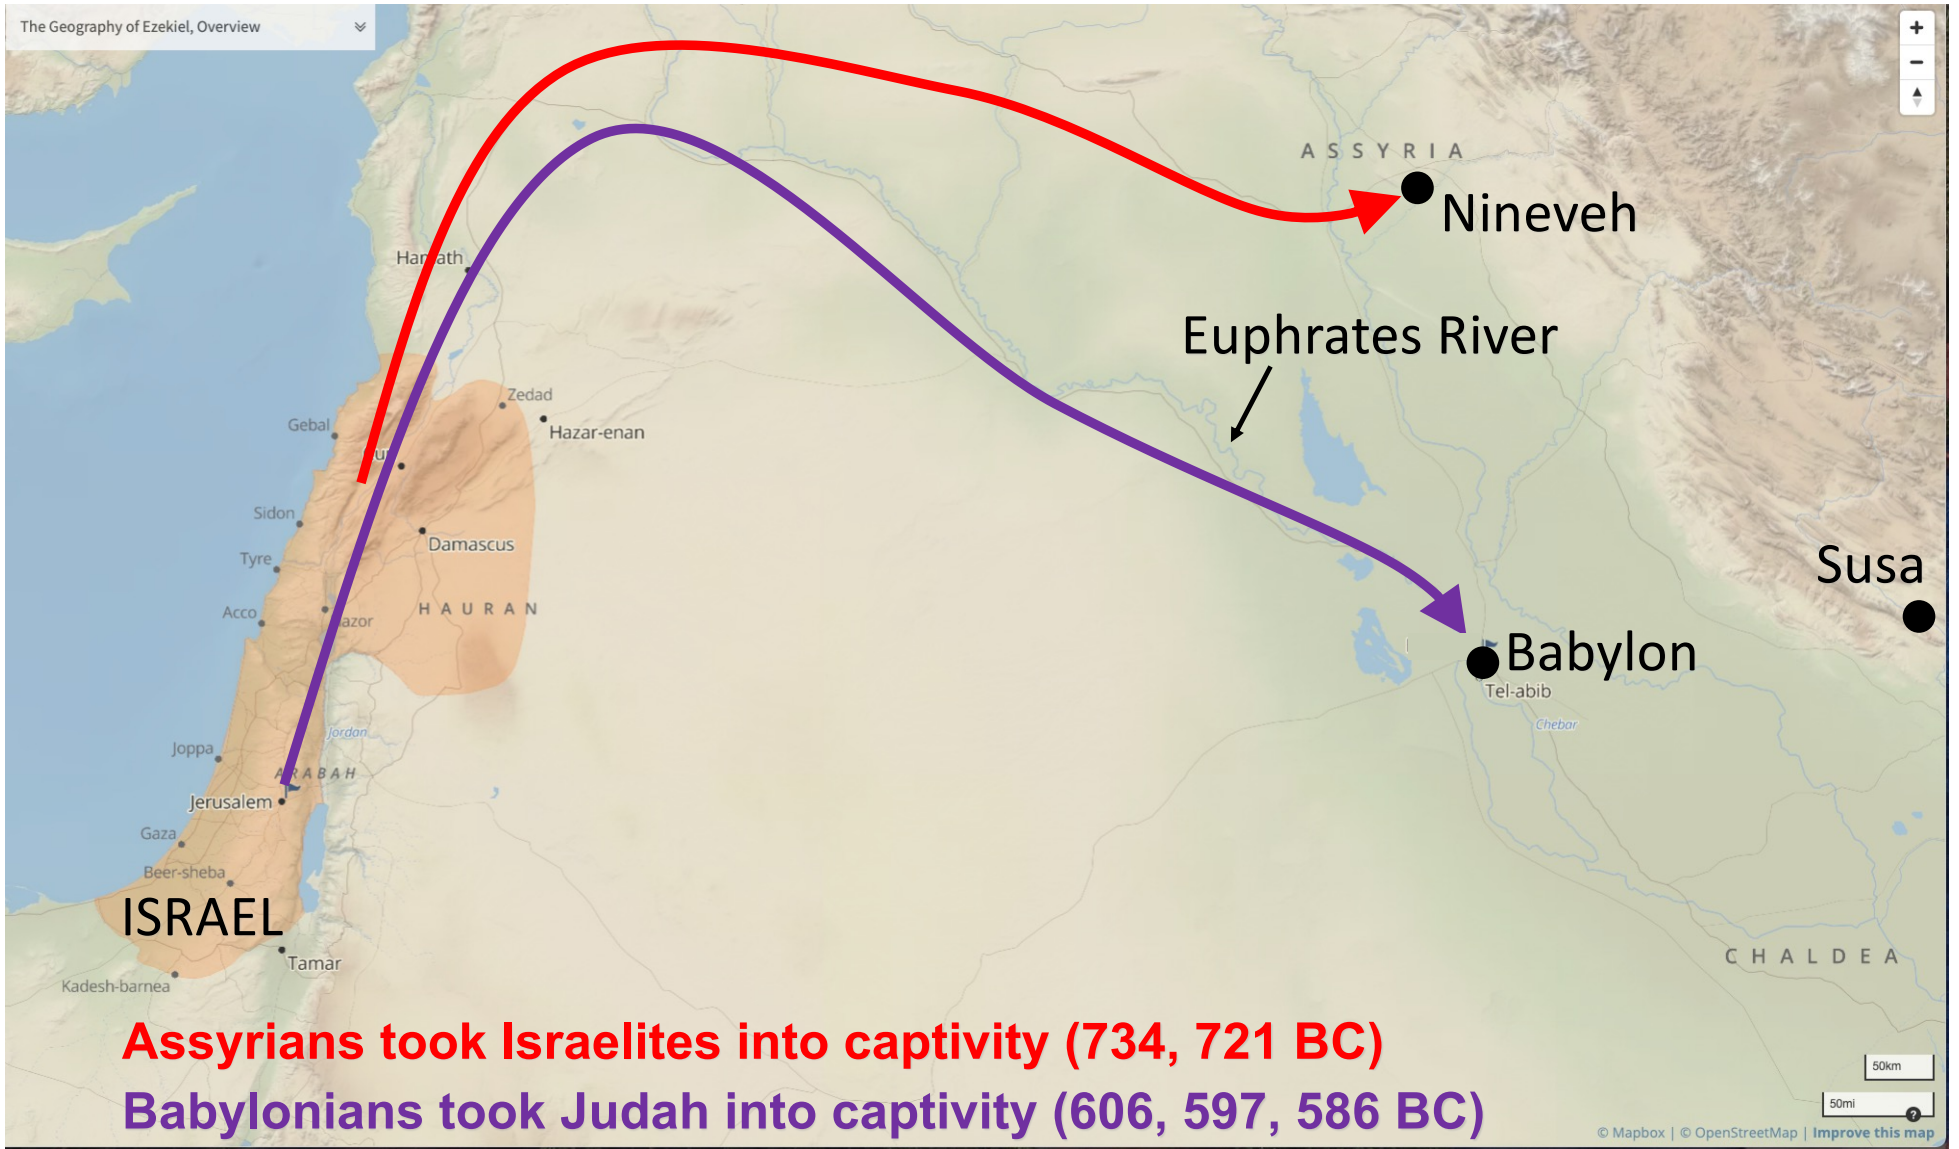 The Geography of Ezekiel, Overview
+
−
ASSYRIA
Nineveh
Hamath
Euphrates River
Zedad
Gebal
Hazar-enan
Sidon
Damascus
Tyre
Susa
HAURAN
Acco
Babylon
Tel-abib
Chebar
Jordan
Joppa
ARABAH
Jerusalem
Gaza
Beer-sheba
ISRAEL
CHALDEA
Tamar
Kadesh-barnea
Assyrians took Israelites into captivity (734, 721 BC)
50km
Babylonians took Judah into captivity (606, 597, 586 BC)
50mi
?
© Mapbox | © OpenStreetMap | Improve this map